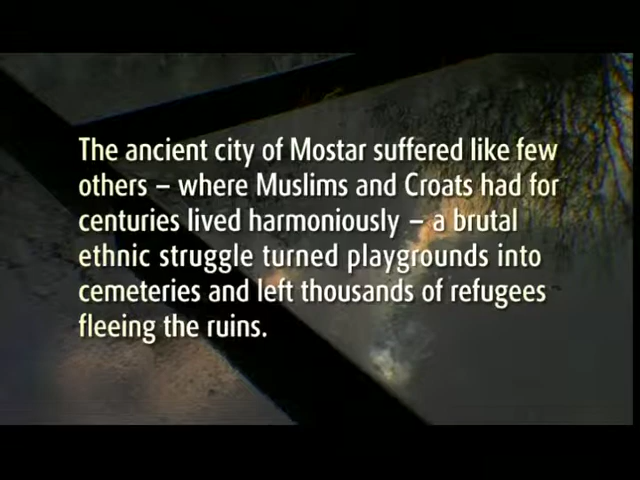 The ancient city of Mostar suffered like few
others – where Muslims and Croats had for
centuries lived harmoniously – a brutal
ethnic struggle turned playgrounds into
cemeteries and left thousands of refugees
fleeing the ruins.